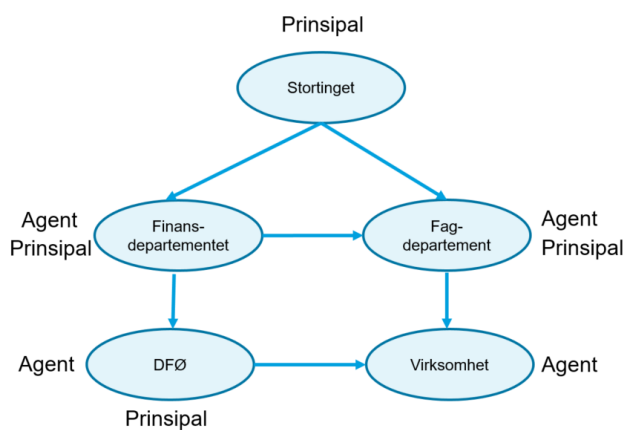 Prinsipal
Stortinget
Agent
Prinsipal
Finans-
departementet
Fag-
departement
Agent
Prinsipal
Agent
DFØ
Virksomhet
Agent
Prinsipal